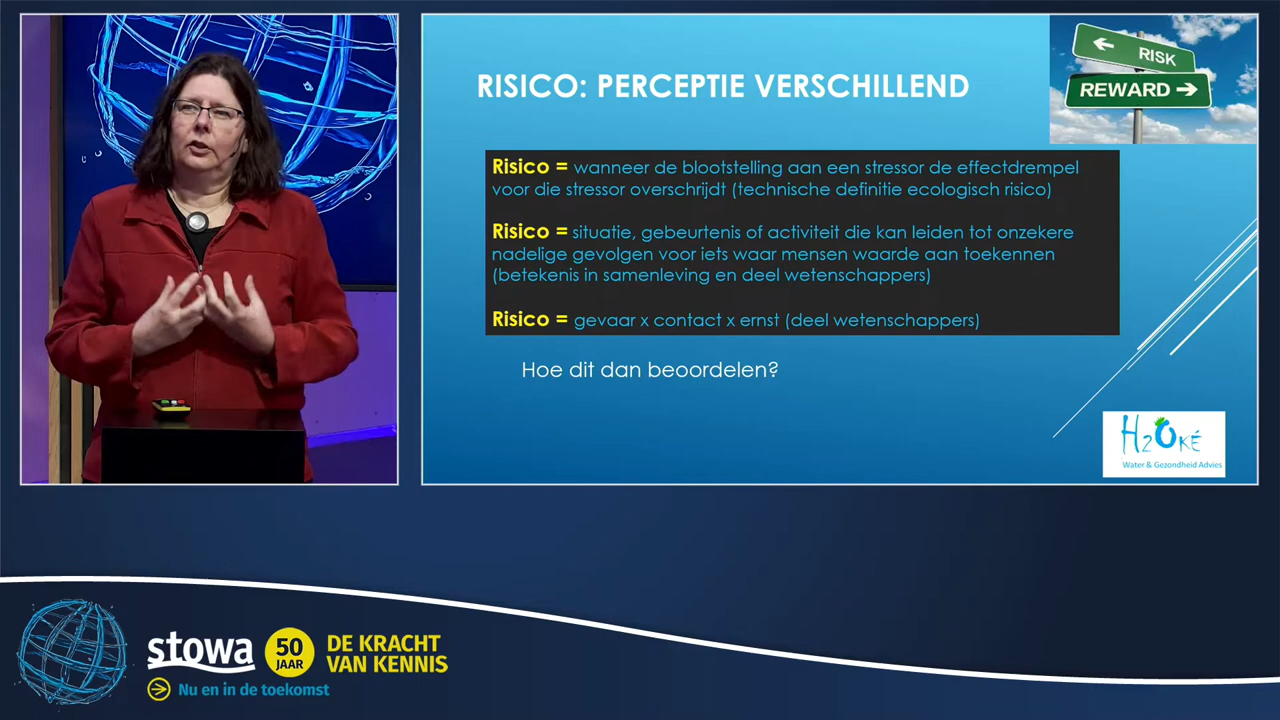 RISICO: PERCEPTIE VERSCHILLEND
RISK
REWARD
Risico = wanneer de blootstelling aan een stressor de effectdrempel
voor die stressor overschrijdt (technische definitie ecologisch risico)
Risico = situatie, gebeurtenis of activiteit die kan leiden tot onzekere
nadelige gevolgen voor iets waar mensen waarde aan toekennen
(betekenis in samenleving en deel wetenschappers)
Risico = gevaar x contact x ernst (deel wetenschappers)
Hoe dit dan beoordelen?
H2OKÉ
Water & Gezondheid Advies
stowa
50
JAAR
DE KRACHT
VAN KENNIS
Nu en in de toekomst